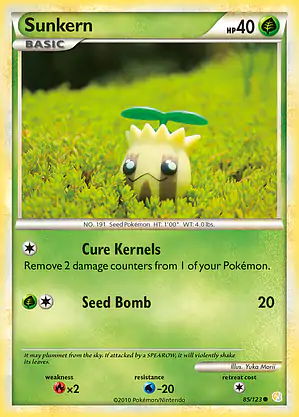 Sunkern
HP40
BASIC
NO. 191 Seed Pokémon HT: 1'00" WT: 4.0 lbs.
Cure Kernels
Remove 2 damage counters from 1 of your Pokémon.
Seed Bomb 20
It may plummet from the sky. If attacked by a SPEAROW, it will violently shake
its leaves.
Illus. Yuka Morii
weakness resistance retreat cost
×2 -20
85/123
©2010 Pokémon/Nintendo